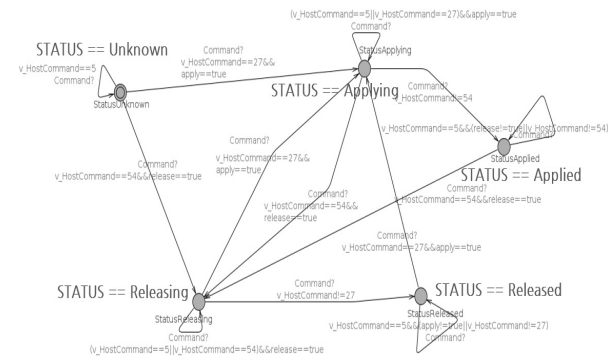 (v_HostCommand==5||v_HostCommand==27)&&apply==true
Command?
STATUS == Unknown
Command?
v_HostCommand==27&&
apply==true
StatusApplying
v_HostCommand==5
Command?
StatusUnknown
STATUS == Applying
Command?
v_HostCommand!=54
v_HostCommand==5&&(release!=true||v_HostCommand!=54)
Command?
StatusApplied
STATUS == Applied
Command?
v_HostCommand==54&&release==true
Command?
v_HostCommand==27&&
apply==true
Command?
v_HostCommand==54&&release==true
Command?
v_HostCommand==54&&
release==true
Command?
v_HostCommand==27&&apply==true
STATUS == Releasing
Command?
v_HostCommand!=27
STATUS == Released
StatusReleasing
StatusReleased
v_HostCommand==5&&(apply!=true||v_HostCommand!=27)
Command?
Command?
(v_HostCommand==5||v_HostCommand==54)&&release==true